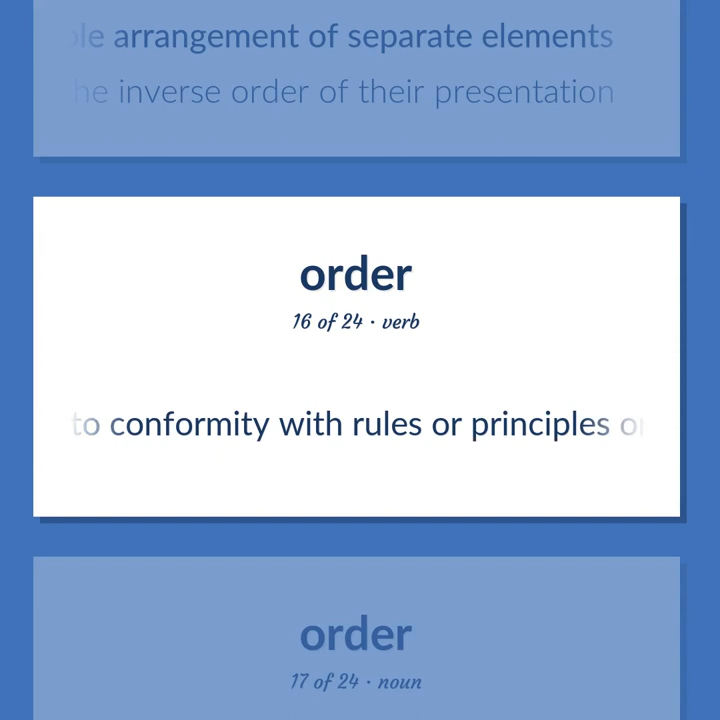 arrangement of separate elements
inverse order of their presentation
order
16 of 24 · verb
to conformity with rules or principles
order
17 of 24 · noun